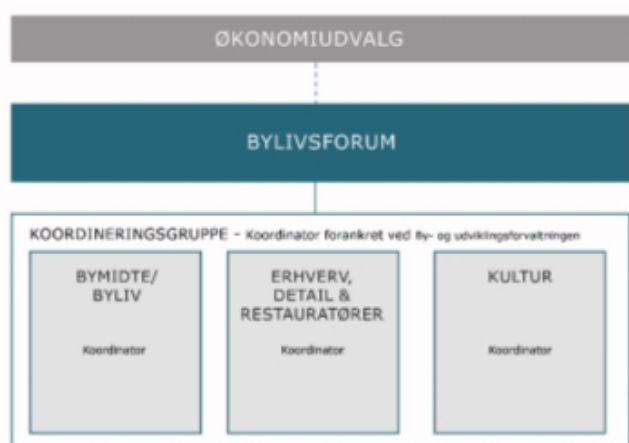 ØKONOMIUDVALG
BYLIVSFORUM
KOORDINERINGSGRUPPE - Koordinator forankret ved By- og udviklingsforvaltningen
BYMIDTE/
BYLIV
Koordinator
ERHVERV,
DETAIL &
RESTAURATØRER
Koordinator
KULTUR
Koordinator